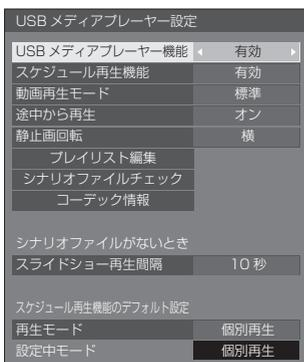 USB メディアプレーヤー設定
USB メディアプレーヤー機能 有効
スケジュール再生機能 有効
動画再生モード 標準
途中から再生 オン
静止画回転 横
プレイリスト編集
シナリオファイルチェック
コーデック情報
シナリオファイルがないとき
スライドショー再生間隔 10 秒
スケジュール再生機能のデフォルト設定
再生モード 個別再生
設定中モード 個別再生